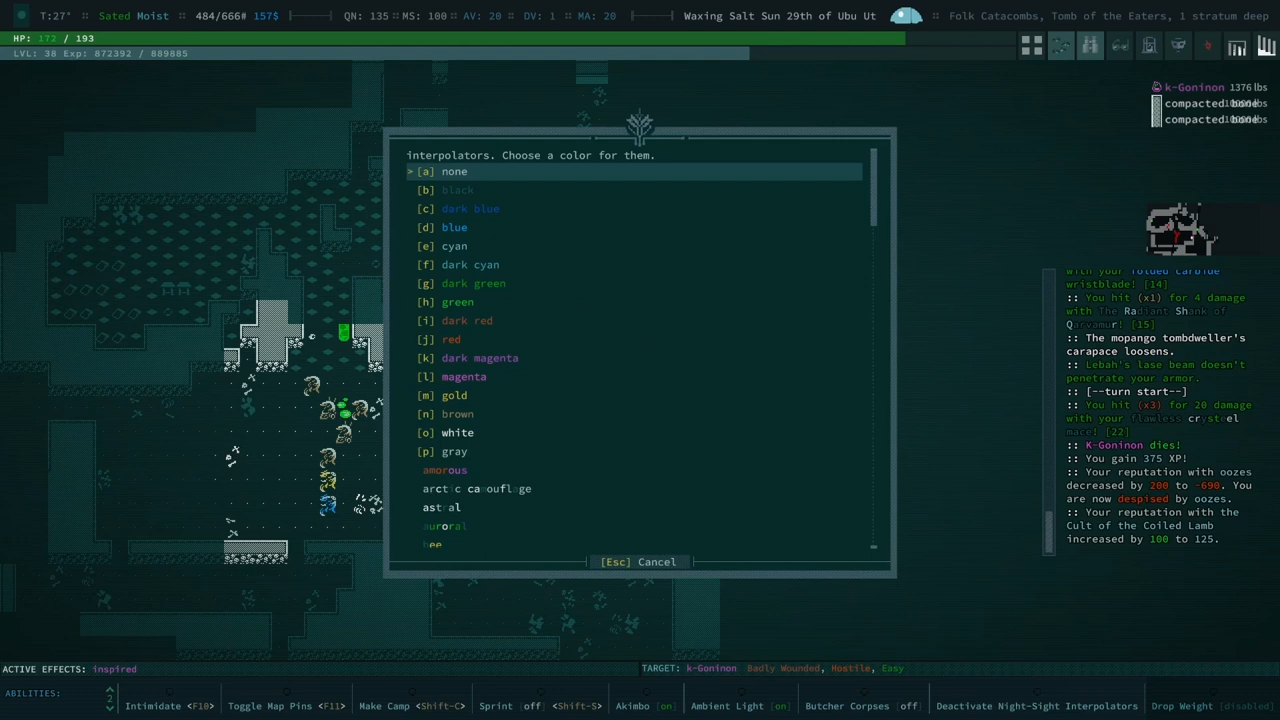 T:27° :: Sated Moist :: 484/666# 157$ QN: 135 :: MS: 100 :: AV: 20 :: DV: 1 :: MA: 20 Waxing Salt Sun 29th of Ubu Ut :: Folk Catacombs, Tomb of the Eaters, 1 stratum deep
HP: 172 / 193
LVL: 38 Exp: 872392 / 889885
k-Goninon 1376 lbs
compacted
compacted
interpolators. Choose a color for them.
> [a] none
[b] black
[c] dark blue
[d] blue
[e] cyan
[f] dark cyan
[g] dark green
[h] green
[i] dark red
[j] red
[k] dark magenta
[l] magenta
[m] gold
[n] brown
[o] white
[p] gray
amorous
arctic camouflage
astral
auroral
bee
[Esc] Cancel
with your folded carbide
wristblade! [14]
:: You hit (x1) for 4 damage
with The Radiant Shank of
Qarvamur! [15]
:: The mopango tombdweller's
carapace loosens.
:: Lebah's lase beam doesn't
penetrate your armor.
:: [--turn start--]
:: You hit (x3) for 20 damage
with your flawless crysteel
mace! [22]
:: K-Goninon dies!
:: You gain 375 XP!
:: Your reputation with oozes
decreased by 200 to -690. You
are now despised by oozes.
:: Your reputation with the
Cult of the Coiled Lamb
increased by 100 to 125.
ACTIVE EFFECTS: inspired
TARGET: k-Goninon Badly Wounded, Hostile, Easy
ABILITIES: 2 Intimidate <F10> Toggle Map Pins <F11> Make Camp <Shift-C> Sprint [off] <Shift-S> Akimbo [on] Ambient Light [on] Butcher Corpses [off] Deactivate Night-Sight Interpolators Drop Weight [disabled]